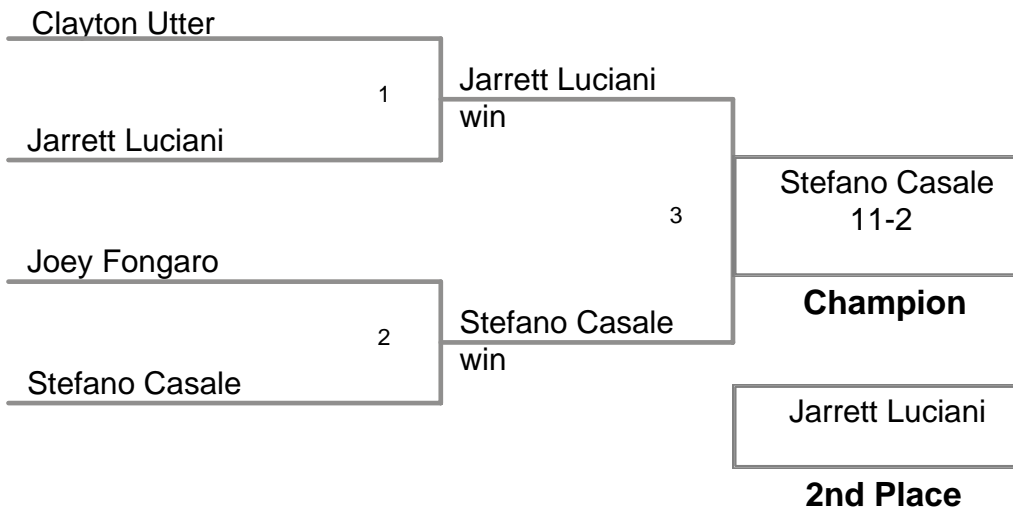 Clayton Utter
1
Jarrett Luciani
win
Jarrett Luciani
Stefano Casale
11-2
3
Joey Fongaro
Champion
2
Stefano Casale
win
Stefano Casale
Jarrett Luciani
2nd Place